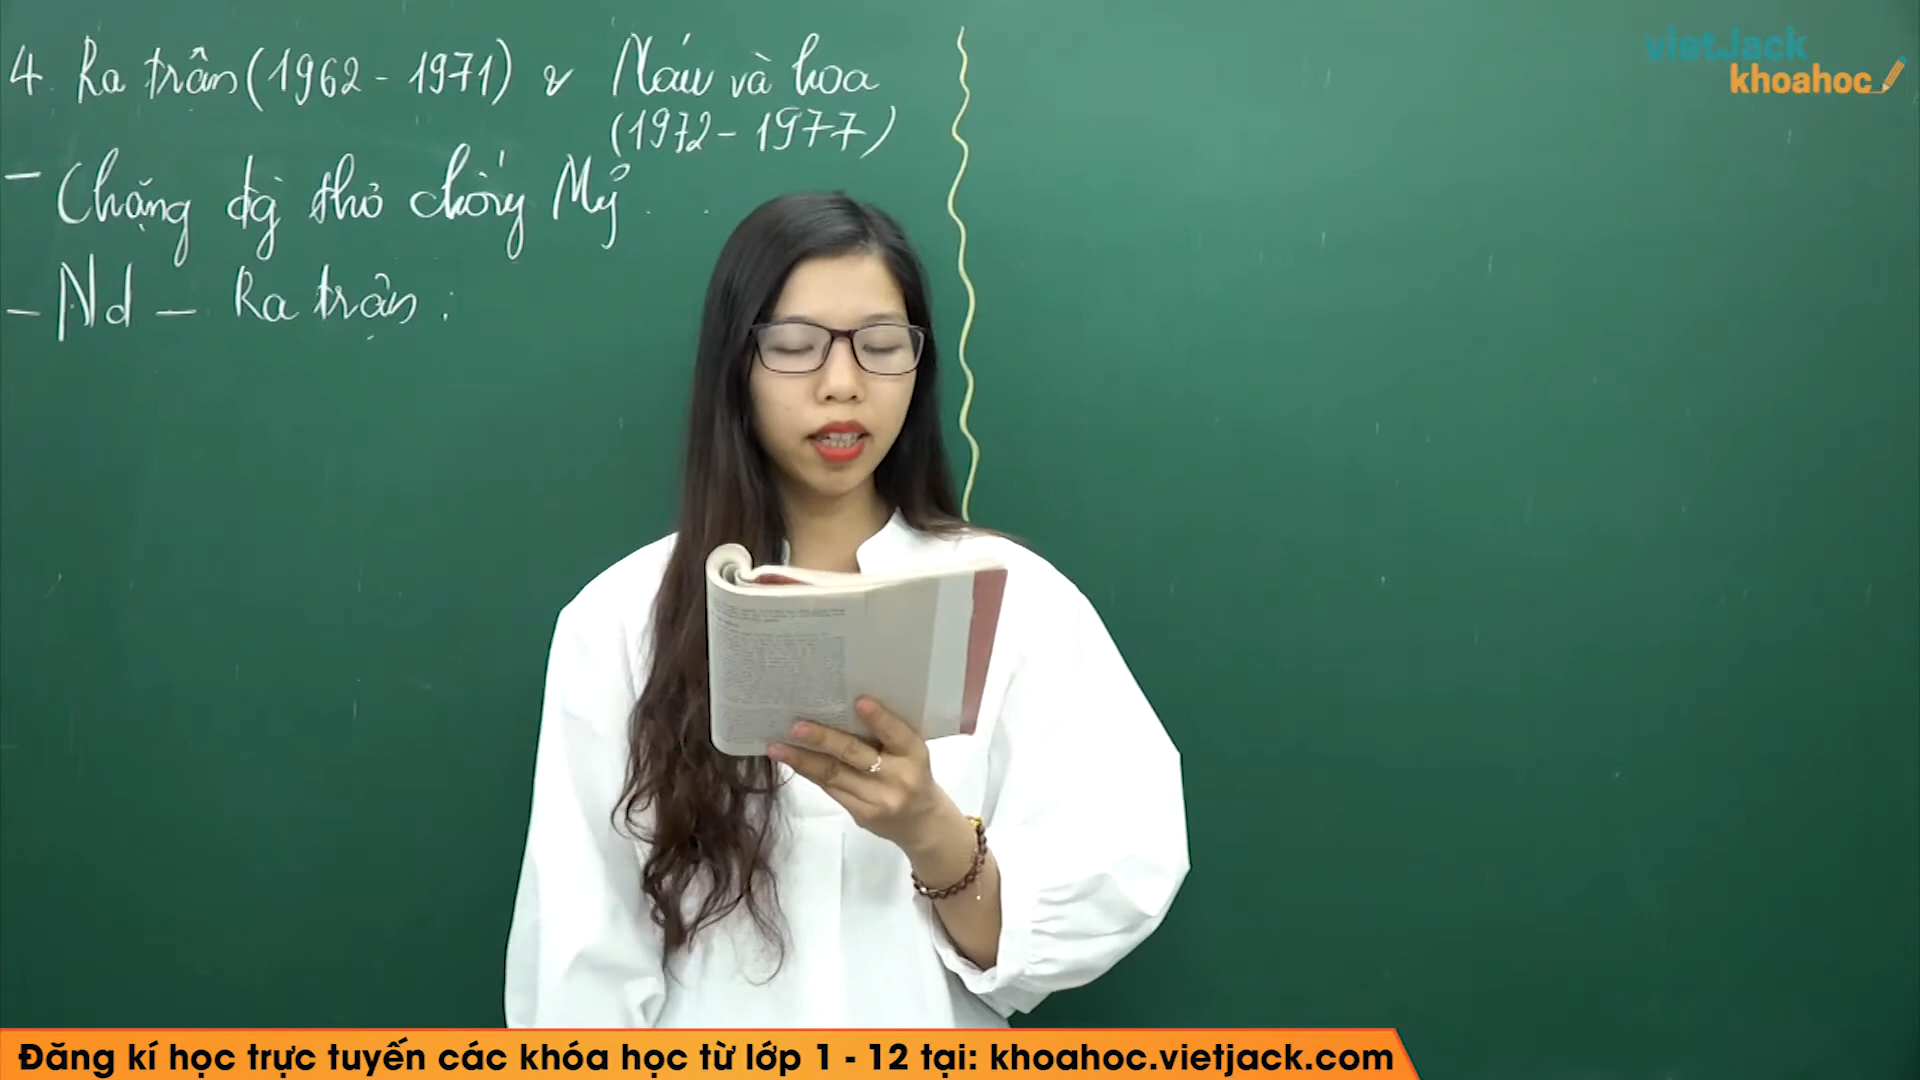 4. Ra trận (1962 - 1971) & Máu và hoa
(1972 - 1977)
- Chặng đg thơ chống Mỹ
- Nd - Ra trận:
vietJack
khoahoc
Đăng kí học trực tuyến các khóa học từ lớp 1 - 12 tại: khoahoc.vietjack.com